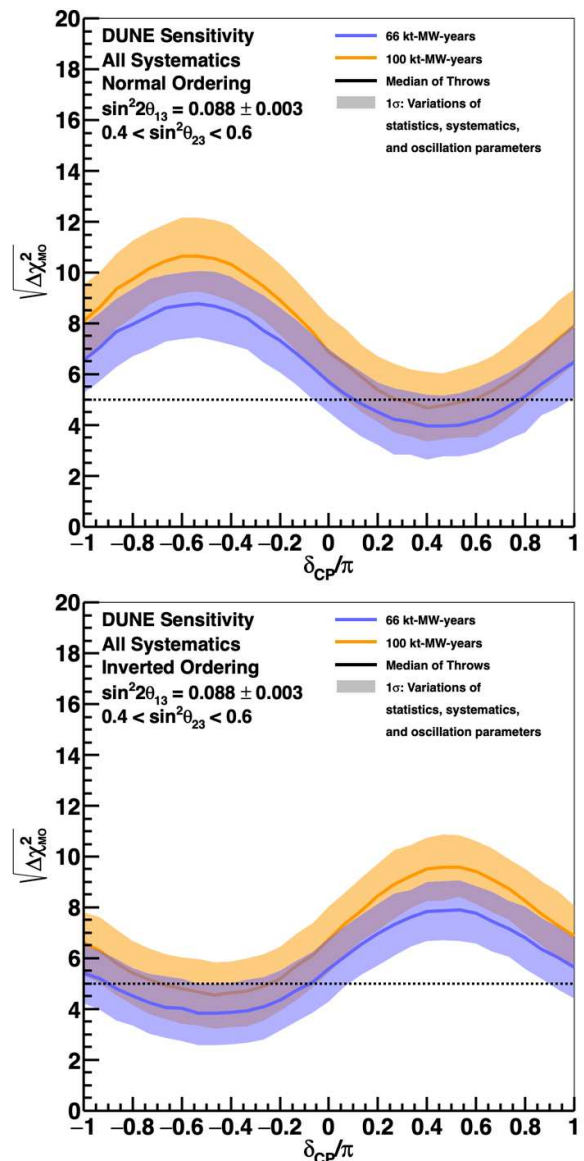 DUNE Sensitivity
All Systematics
Normal Ordering
sin²2θ₁₃ = 0.088 ± 0.003
0.4 < sin²θ₂₃ < 0.6
66 kt-MW-years
100 kt-MW-years
Median of Throws
1σ: Variations of
statistics, systematics,
and oscillation parameters
√Δχ²MO
20
18
16
14
12
10
8
6
4
2
0
−1 −0.8 −0.6 −0.4 −0.2 0 0.2 0.4 0.6 0.8 1
δCP/π
DUNE Sensitivity
All Systematics
Inverted Ordering
sin²2θ₁₃ = 0.088 ± 0.003
0.4 < sin²θ₂₃ < 0.6
66 kt-MW-years
100 kt-MW-years
Median of Throws
1σ: Variations of
statistics, systematics,
and oscillation parameters
√Δχ²MO
20
18
16
14
12
10
8
6
4
2
0
−1 −0.8 −0.6 −0.4 −0.2 0 0.2 0.4 0.6 0.8 1
δCP/π